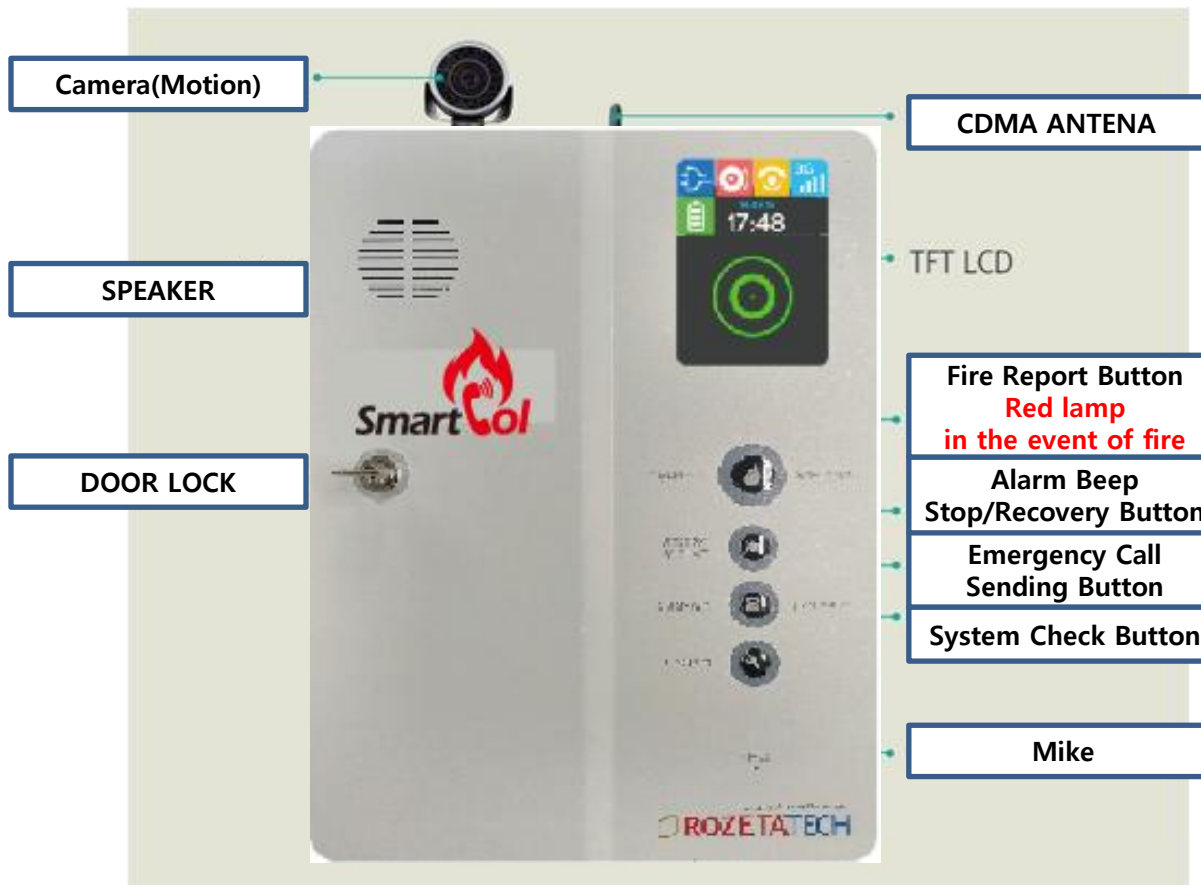 Camera(Motion)
CDMA ANTENA
3G
17:48
TFT LCD
SPEAKER
Fire Report Button
Red lamp
in the event of fire
SmartCol
DOOR LOCK
Alarm Beep
Stop/Recovery Button
Emergency Call
Sending Button
System Check Button
Mike
ROZETATECH